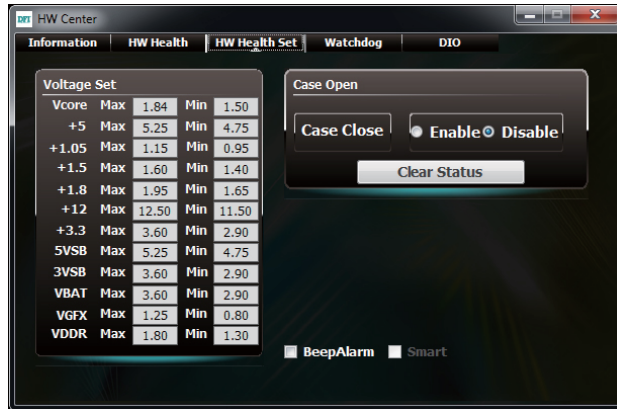 DFI HW Center
Information HW Health HW Health Set Watchdog DIO
Voltage Set
Vcore Max 1.84 Min 1.50
+5 Max 5.25 Min 4.75
+1.05 Max 1.15 Min 0.95
+1.5 Max 1.60 Min 1.40
+1.8 Max 1.95 Min 1.65
+12 Max 12.50 Min 11.50
+3.3 Max 3.60 Min 2.90
5VSB Max 5.25 Min 4.75
3VSB Max 3.60 Min 2.90
VBAT Max 3.60 Min 2.90
VGFX Max 1.25 Min 0.80
VDDR Max 1.80 Min 1.30
Case Open
Case Close Enable Disable
Clear Status
BeepAlarm Smart